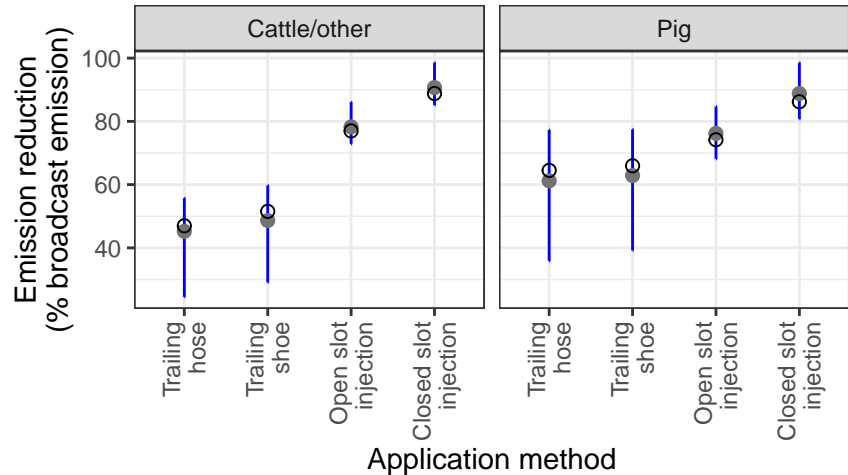 Cattle/other
Pig
Emission reduction
(% broadcast emission)
100
80
60
40
Trailing
hose
Trailing
shoe
Open slot
injection
Closed slot
injection
Trailing
hose
Trailing
shoe
Open slot
injection
Closed slot
injection
Application method